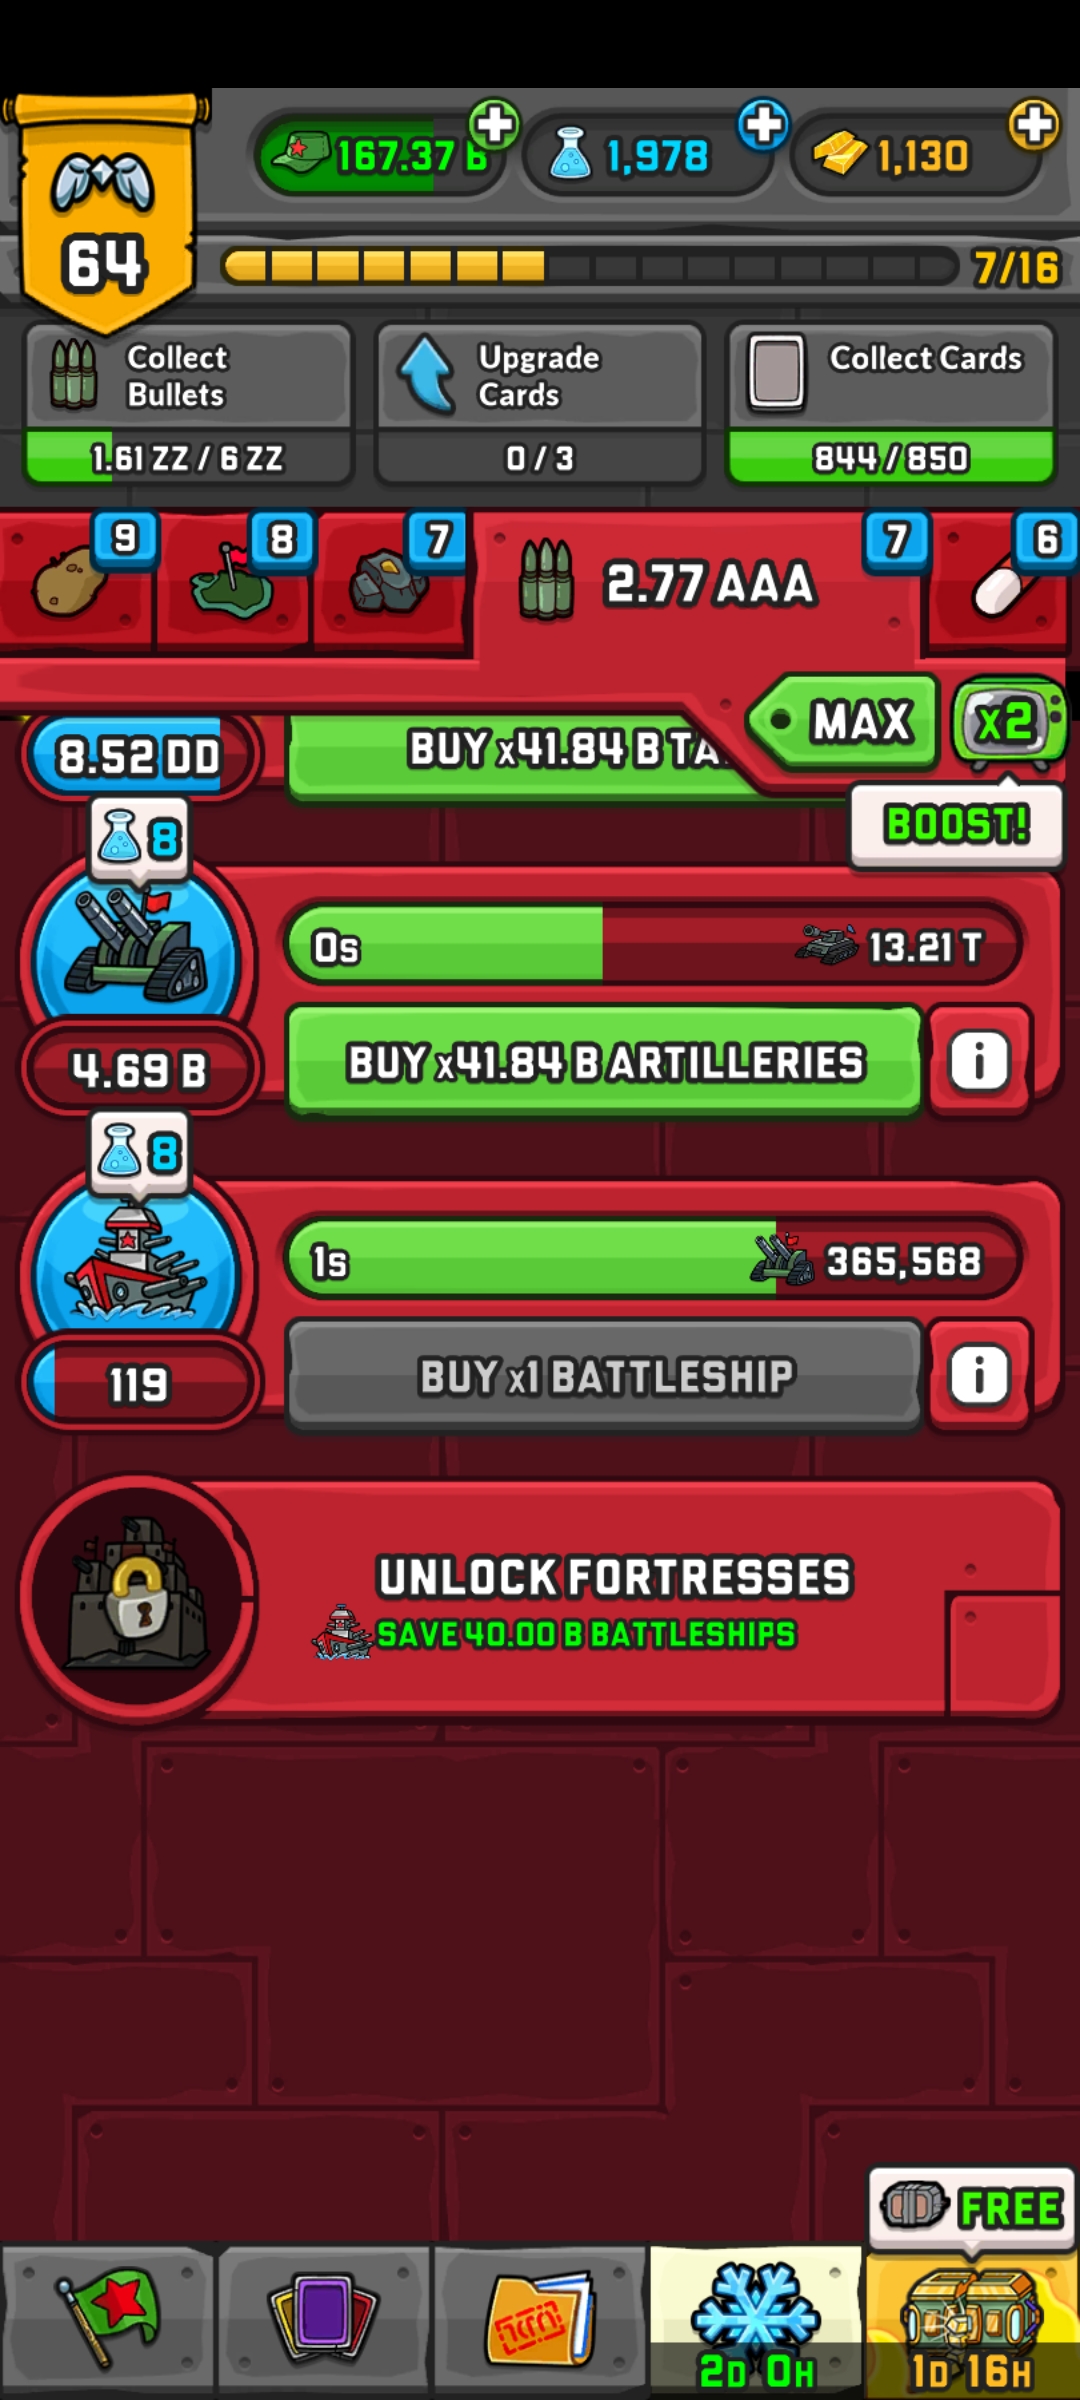 167.37 B
1,978
1,130
64
7/16
Collect
Bullets
Upgrade
Cards
Collect Cards
1.61 ZZ / 6 ZZ
0 / 3
844 / 850
9
8
7
2.77 AAA
7
6
MAX
x2
8.52 DD
BUY x41.84 B TA
BOOST!
8
0s
13.21 T
4.69 B
BUY x41.84 B ARTILLERIES
i
8
1s
365,568
119
BUY x1 BATTLESHIP
i
UNLOCK FORTRESSES
SAVE 40.00 B BATTLESHIPS
FREE
2D 0H
1D 16H